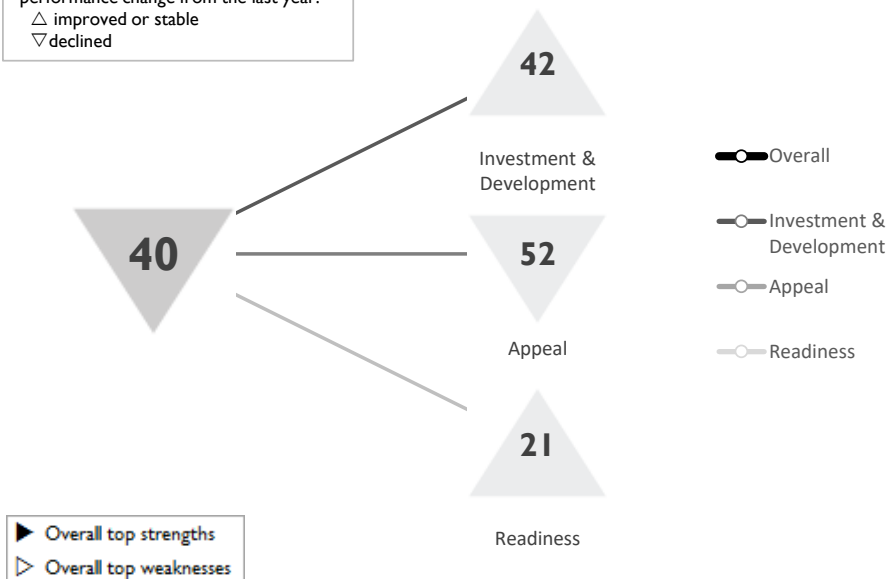 performance change from the last year:
△ improved or stable
▽ declined
42
Investment &
Development
40
52
Appeal
21
Readiness
Overall
Investment &
Development
Appeal
Readiness
▶ Overall top strengths
▷ Overall top weaknesses